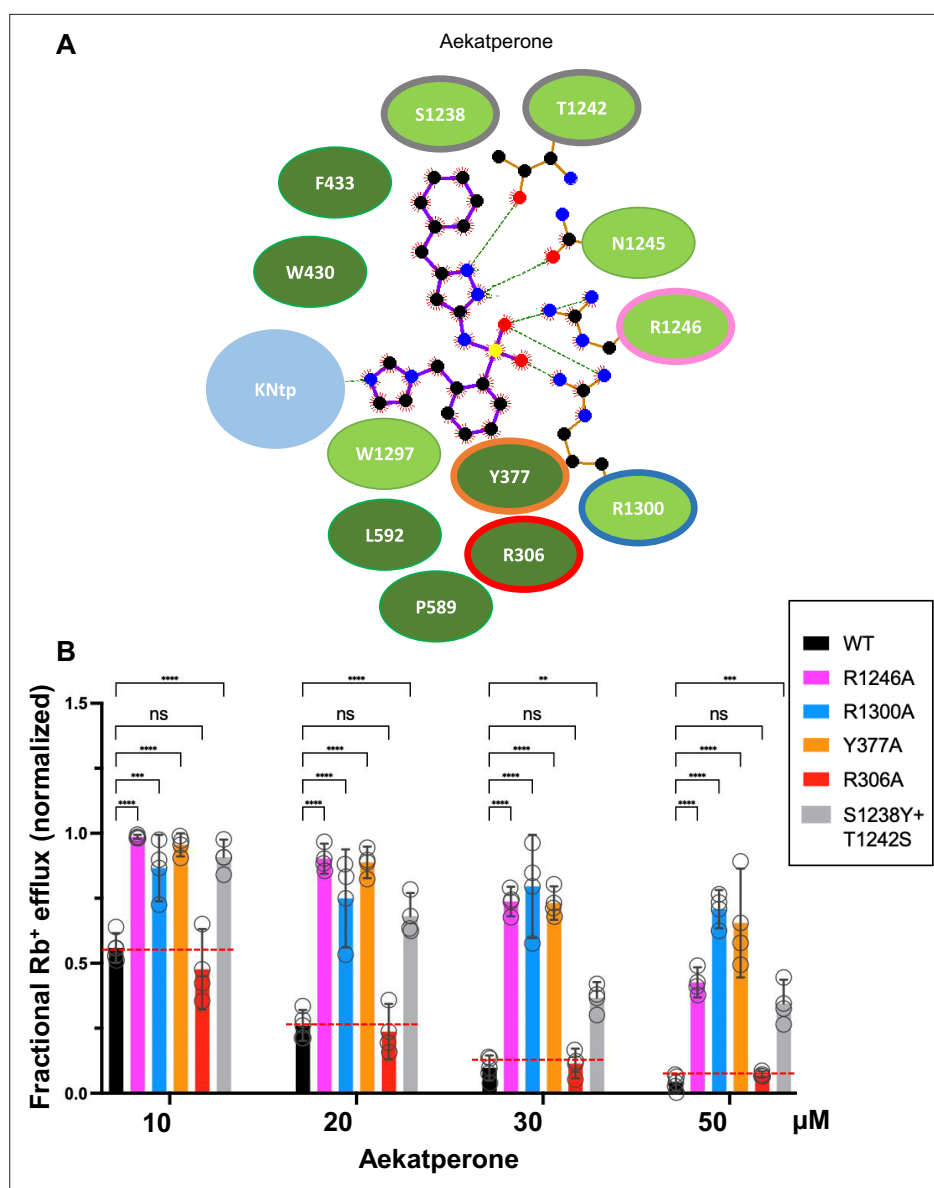 A
Aekatperone
S1238
T1242
F433
N1245
W430
R1246
KNtp
W1297
Y377
R1300
L592
R306
P589
B
WT
R1246A
R1300A
Y377A
R306A
S1238Y+
T1242S
Fractional Rb⁺ efflux (normalized)
1.5
1.0
0.5
0.0
**** **** ** ***
ns ns ns ns
**** **** **** ****
*** **** **** ****
**** **** **** ****
10 20 30 50 µM
Aekatperone